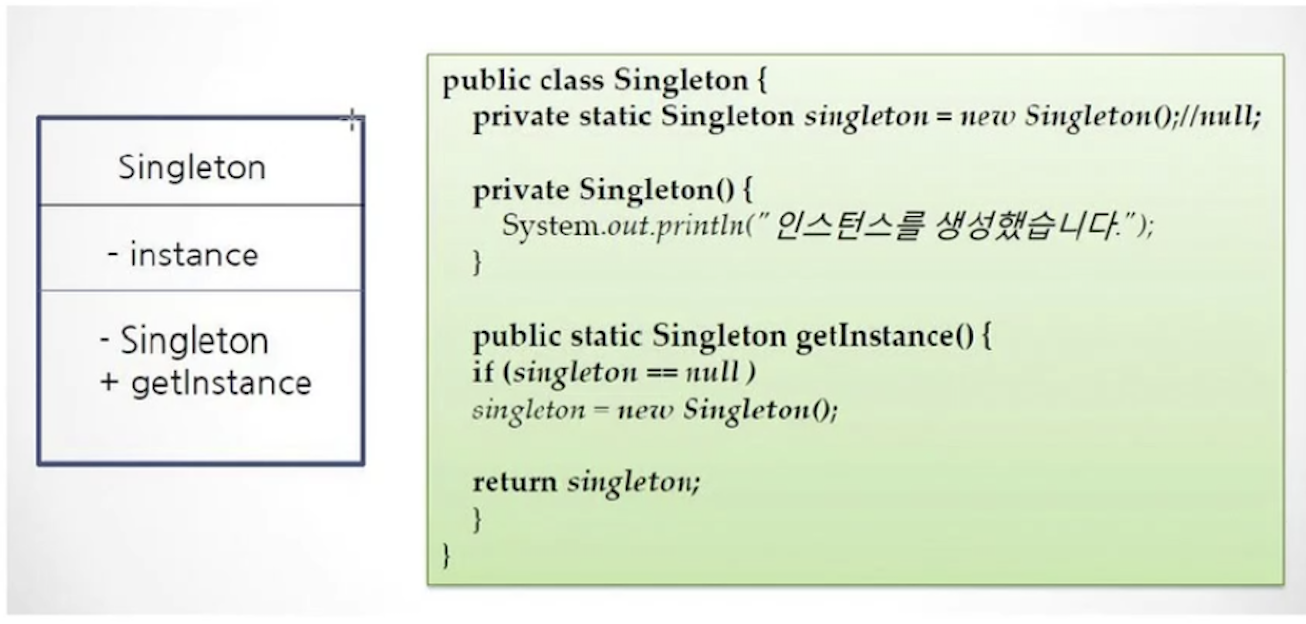 Singleton
- instance
- Singleton
+ getInstance
public class Singleton {
private static Singleton singleton = new Singleton();//null;
private Singleton() {
System.out.println(" 인스턴스를 생성했습니다.");
}
public static Singleton getInstance() {
if (singleton == null )
singleton = new Singleton();
return singleton;
}
}